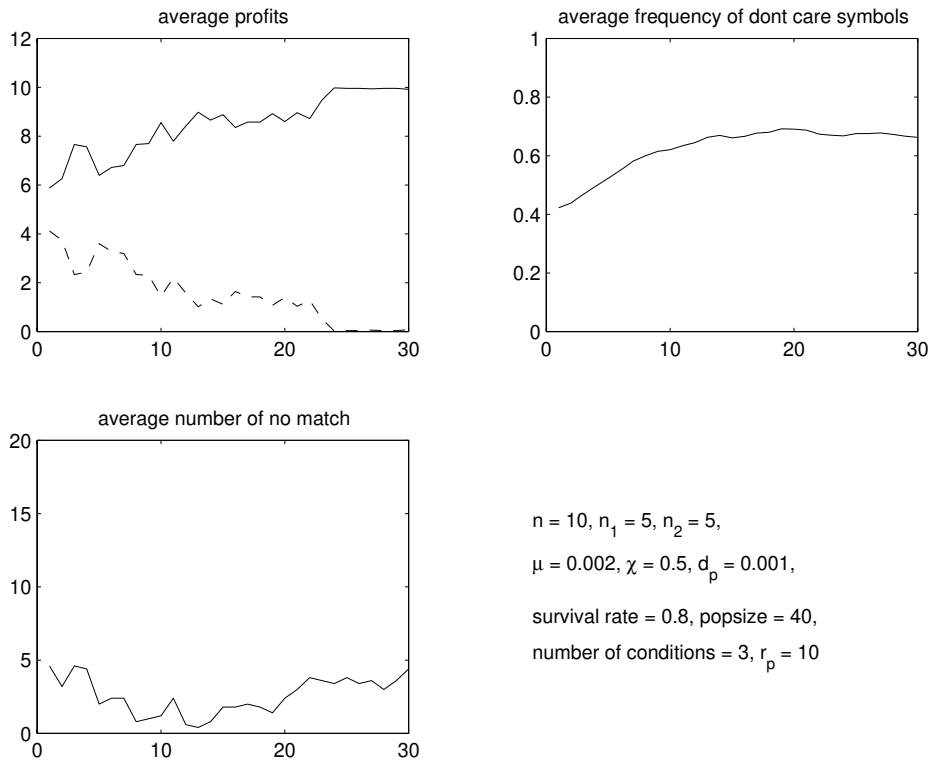 average profits
12
10
8
6
4
2
0
0 10 20 30
average frequency of dont care symbols
1
0.8
0.6
0.4
0.2
0
0 10 20 30
average number of no match
20
15
10
5
0
0 10 20 30
n = 10, n1 = 5, n2 = 5,
μ = 0.002, χ = 0.5, dp = 0.001,
survival rate = 0.8, popsize = 40,
number of conditions = 3, rp = 10